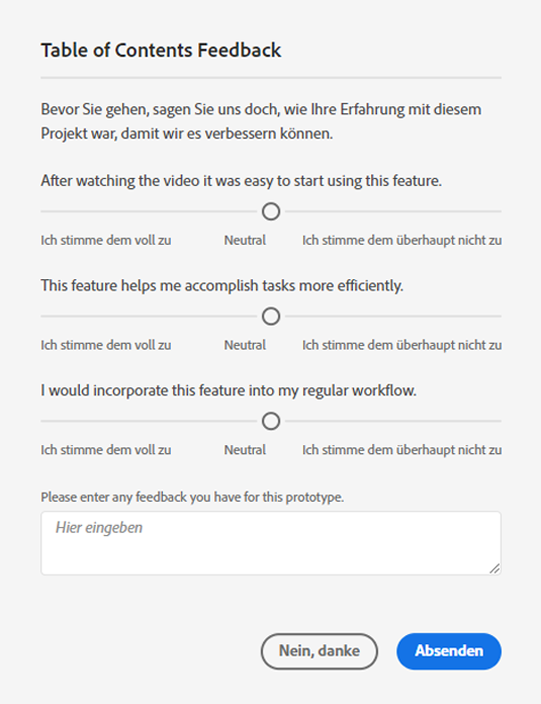 Table of Contents Feedback
Bevor Sie gehen, sagen Sie uns doch, wie Ihre Erfahrung mit diesem
Projekt war, damit wir es verbessern können.
After watching the video it was easy to start using this feature.
Ich stimme dem voll zu Neutral Ich stimme dem überhaupt nicht zu
This feature helps me accomplish tasks more efficiently.
Ich stimme dem voll zu Neutral Ich stimme dem überhaupt nicht zu
I would incorporate this feature into my regular workflow.
Ich stimme dem voll zu Neutral Ich stimme dem überhaupt nicht zu
Please enter any feedback you have for this prototype.
Hier eingeben
Nein, danke Absenden